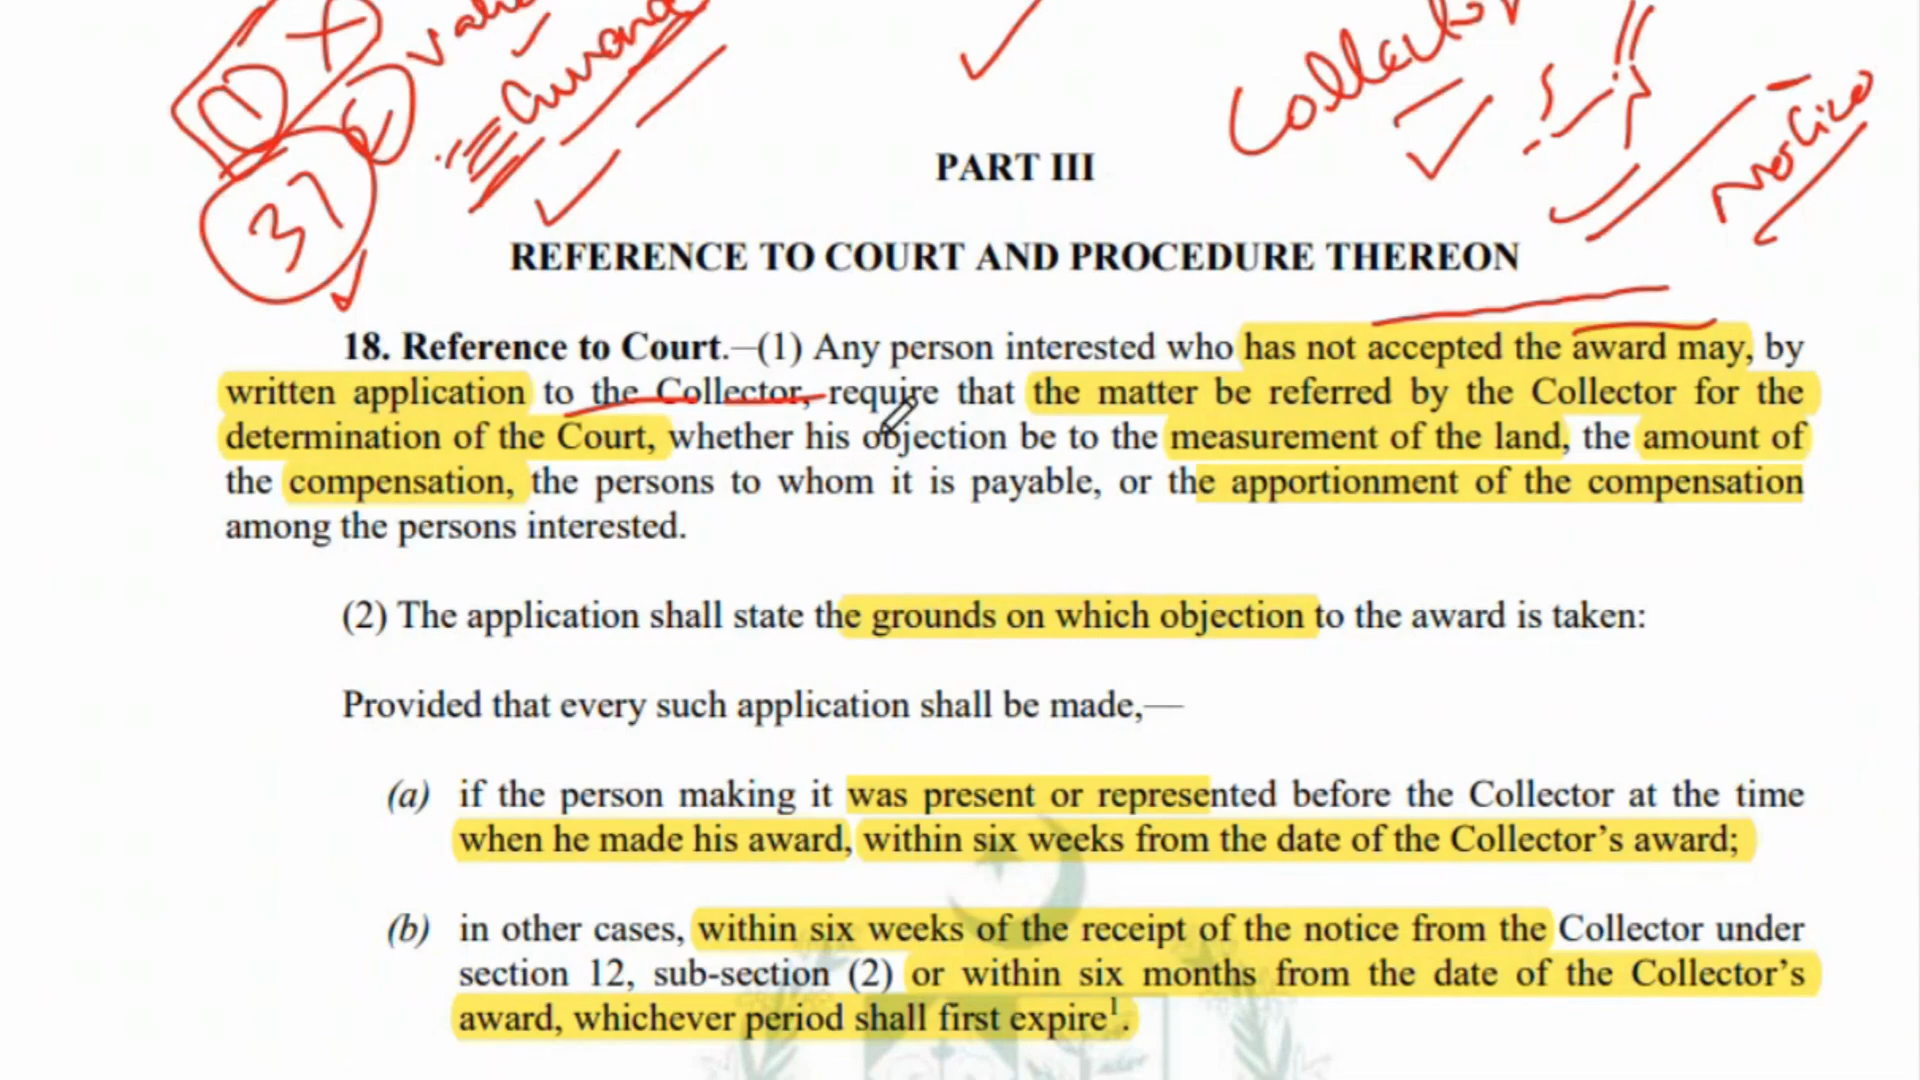 Collector
Notice
31
PART III
REFERENCE TO COURT AND PROCEDURE THEREON
18. Reference to Court.—(1) Any person interested who has not accepted the award may, by
written application to the Collector, require that the matter be referred by the Collector for the
determination of the Court, whether his objection be to the measurement of the land, the amount of
the compensation, the persons to whom it is payable, or the apportionment of the compensation
among the persons interested.
(2) The application shall state the grounds on which objection to the award is taken:
Provided that every such application shall be made,—
(a) if the person making it was present or represented before the Collector at the time
when he made his award, within six weeks from the date of the Collector’s award;
(b) in other cases, within six weeks of the receipt of the notice from the Collector under
section 12, sub-section (2) or within six months from the date of the Collector’s
award, whichever period shall first expire¹.